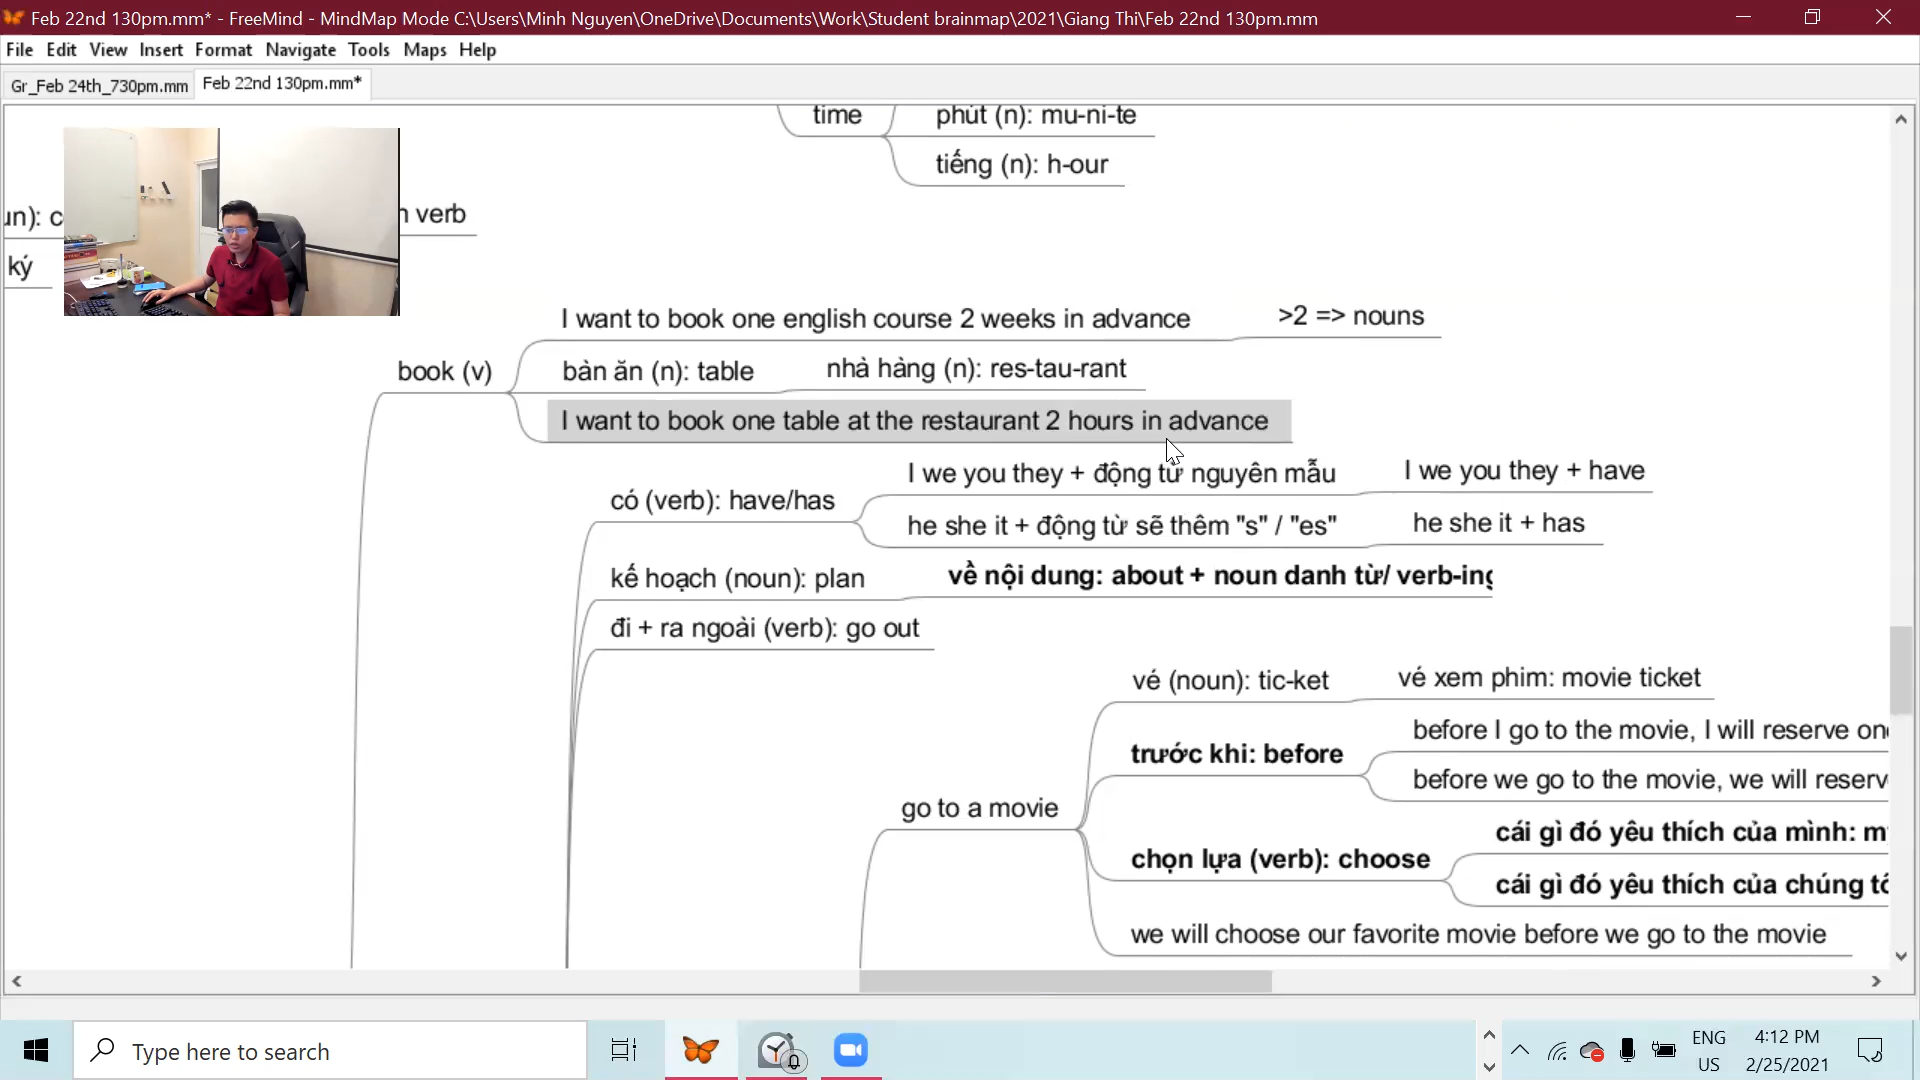 Feb 22nd 130pm.mm* - FreeMind - MindMap Mode C:\Users\Minh Nguyen\OneDrive\Documents\Work\Student brainmap\2021\Giang Thi\Feb 22nd 130pm.mm
File Edit View Insert Format Navigate Tools Maps Help
Gr_Feb 24th_730pm.mm Feb 22nd 130pm.mm*
time
phút (n): mu-ni-te
tiếng (n): h-our
un): c
n verb
ký
I want to book one english course 2 weeks in advance
>2 => nouns
book (v)
bàn ăn (n): table
nhà hàng (n): res-tau-rant
I want to book one table at the restaurant 2 hours in advance
có (verb): have/has
I we you they + động từ nguyên mẫu
I we you they + have
he she it + động từ sẽ thêm "s" / "es"
he she it + has
kế hoạch (noun): plan
về nội dung: about + noun danh từ/ verb-ing
đi + ra ngoài (verb): go out
go to a movie
vé (noun): tic-ket
vé xem phim: movie ticket
trước khi: before
before I go to the movie, I will reserve on
before we go to the movie, we will reserv
chọn lựa (verb): choose
cái gì đó yêu thích của mình: m
cái gì đó yêu thích của chúng tô
we will choose our favorite movie before we go to the movie
Type here to search
ENG
US
4:12 PM
2/25/2021